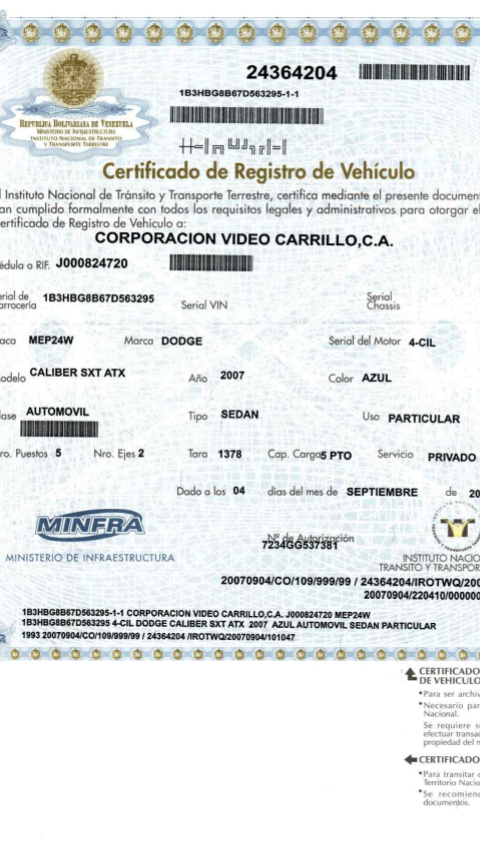 24364204
1B3HBG8B67D563295-1-1
REPUBLICA BOLIVARIANA DE VENEZUELA
MINISTERIO DE INFRAESTRUCTURA
INSTITUTO NACIONAL DE TRANSITO
Y TRANSPORTE TERRESTRE
Certificado de Registro de Vehículo
l Instituto Nacional de Tránsito y Transporte Terrestre, certifica mediante el presente document
an cumplido formalmente con todos los requisitos legales y administrativos para otorgar el
ertificado de Registro de Vehículo a:
CORPORACION VIDEO CARRILLO,C.A.
édula o RIF. J000824720
erial de arrocería 1B3HBG8B67D563295 Serial VIN Serial Chassis
aca MEP24W Marca DODGE Serial del Motor 4-CIL
odelo CALIBER SXT ATX Año 2007 Color AZUL
ase AUTOMOVIL Tipo SEDAN Uso PARTICULAR
ro. Puestos 5 Nro. Ejes 2 Tara 1378 Cap. Carga 5 PTO Servicio PRIVADO
Dado a los 04 días del mes de SEPTIEMBRE de 20
MINFRA
MINISTERIO DE INFRAESTRUCTURA
Nº de Autorización
7234GG537381
INSTITUTO NACIO
TRANSITO Y TRANSPOR
20070904/CO/109/999/99 / 24364204/IROTWQ/200
20070904/220410/000000
1B3HBG8B67D563295-1-1 CORPORACION VIDEO CARRILLO,C.A. J000824720 MEP24W
1B3HBG8B67D563295 4-CIL DODGE CALIBER SXT ATX 2007 AZUL AUTOMOVIL SEDAN PARTICULAR
1993 20070904/CO/109/999/99 / 24364204 /IROTWQ/20070904/101047
CERTIFICADO
DE VEHICULO
*Para ser archiv
*Necesario par
Nacional.
Se requiere s
efectuar transa
propiedad del
CERTIFICADO
*Para transitar
Territorio Nacio
*Se recomien
documentos.